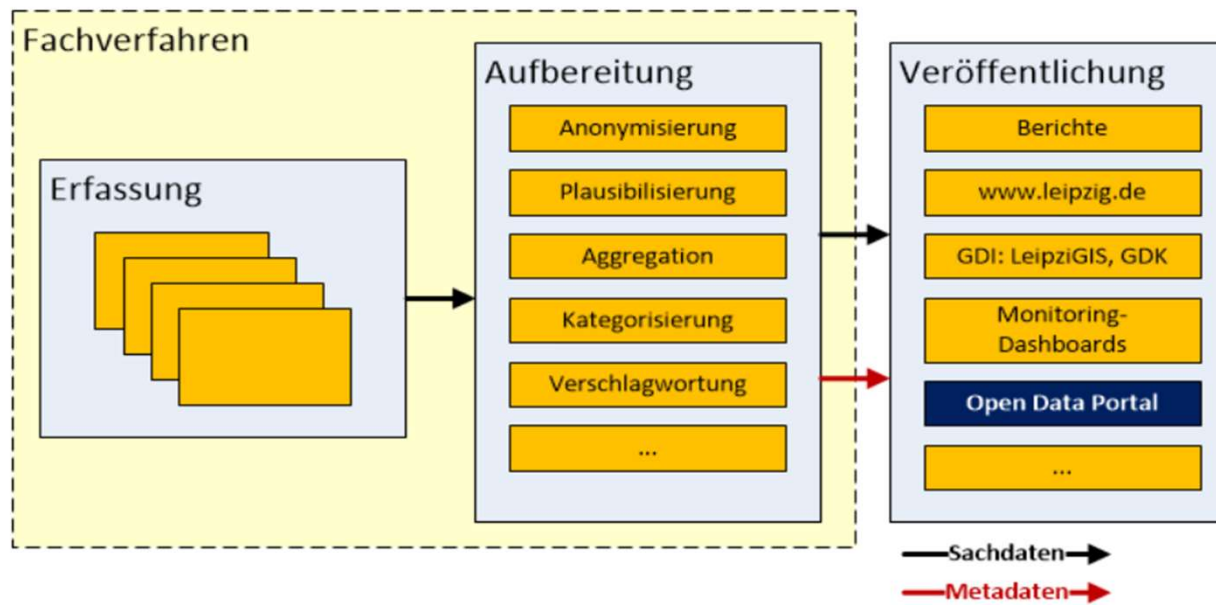 Fachverfahren
Erfassung
Aufbereitung
Anonymisierung
Plausibilisierung
Aggregation
Kategorisierung
Verschlagwortung
...
Veröffentlichung
Berichte
www.leipzig.de
GDI: LeipziGIS, GDK
Monitoring-
Dashboards
Open Data Portal
...
Sachdaten
Metadaten